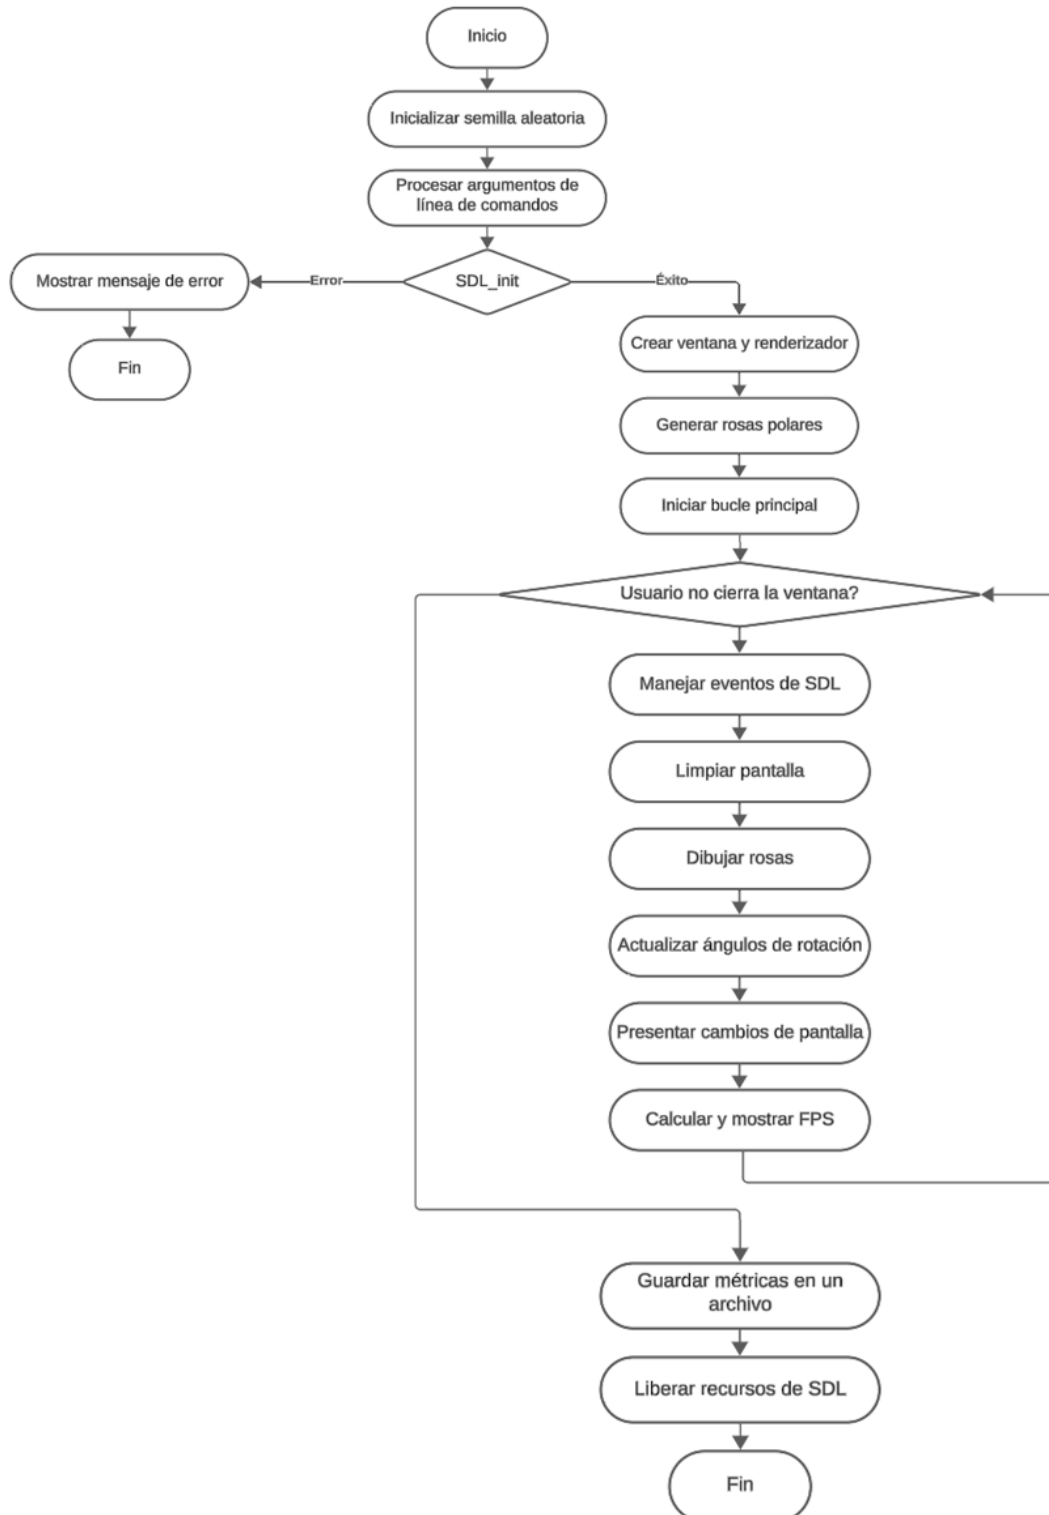 Inicio
Inicializar semilla aleatoria
Procesar argumentos de
línea de comandos
SDL_init
Error
Éxito
Mostrar mensaje de error
Fin
Crear ventana y renderizador
Generar rosas polares
Iniciar bucle principal
Usuario no cierra la ventana?
Manejar eventos de SDL
Limpiar pantalla
Dibujar rosas
Actualizar ángulos de rotación
Presentar cambios de pantalla
Calcular y mostrar FPS
Guardar métricas en un
archivo
Liberar recursos de SDL
Fin